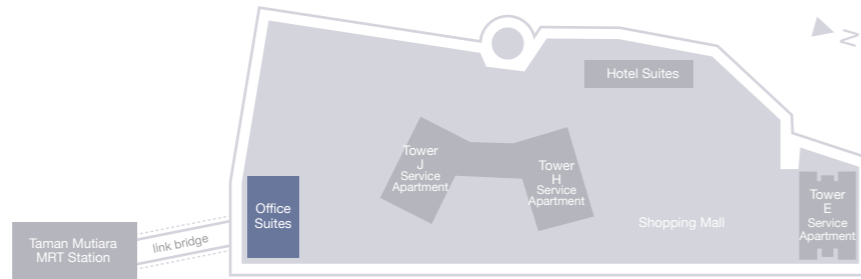 N
Hotel Suites
Tower
J
Service
Apartment
Tower
H
Service
Apartment
Tower
E
Service
Apartment
Office
Suites
Shopping Mall
link bridge
Taman Mutiara
MRT Station